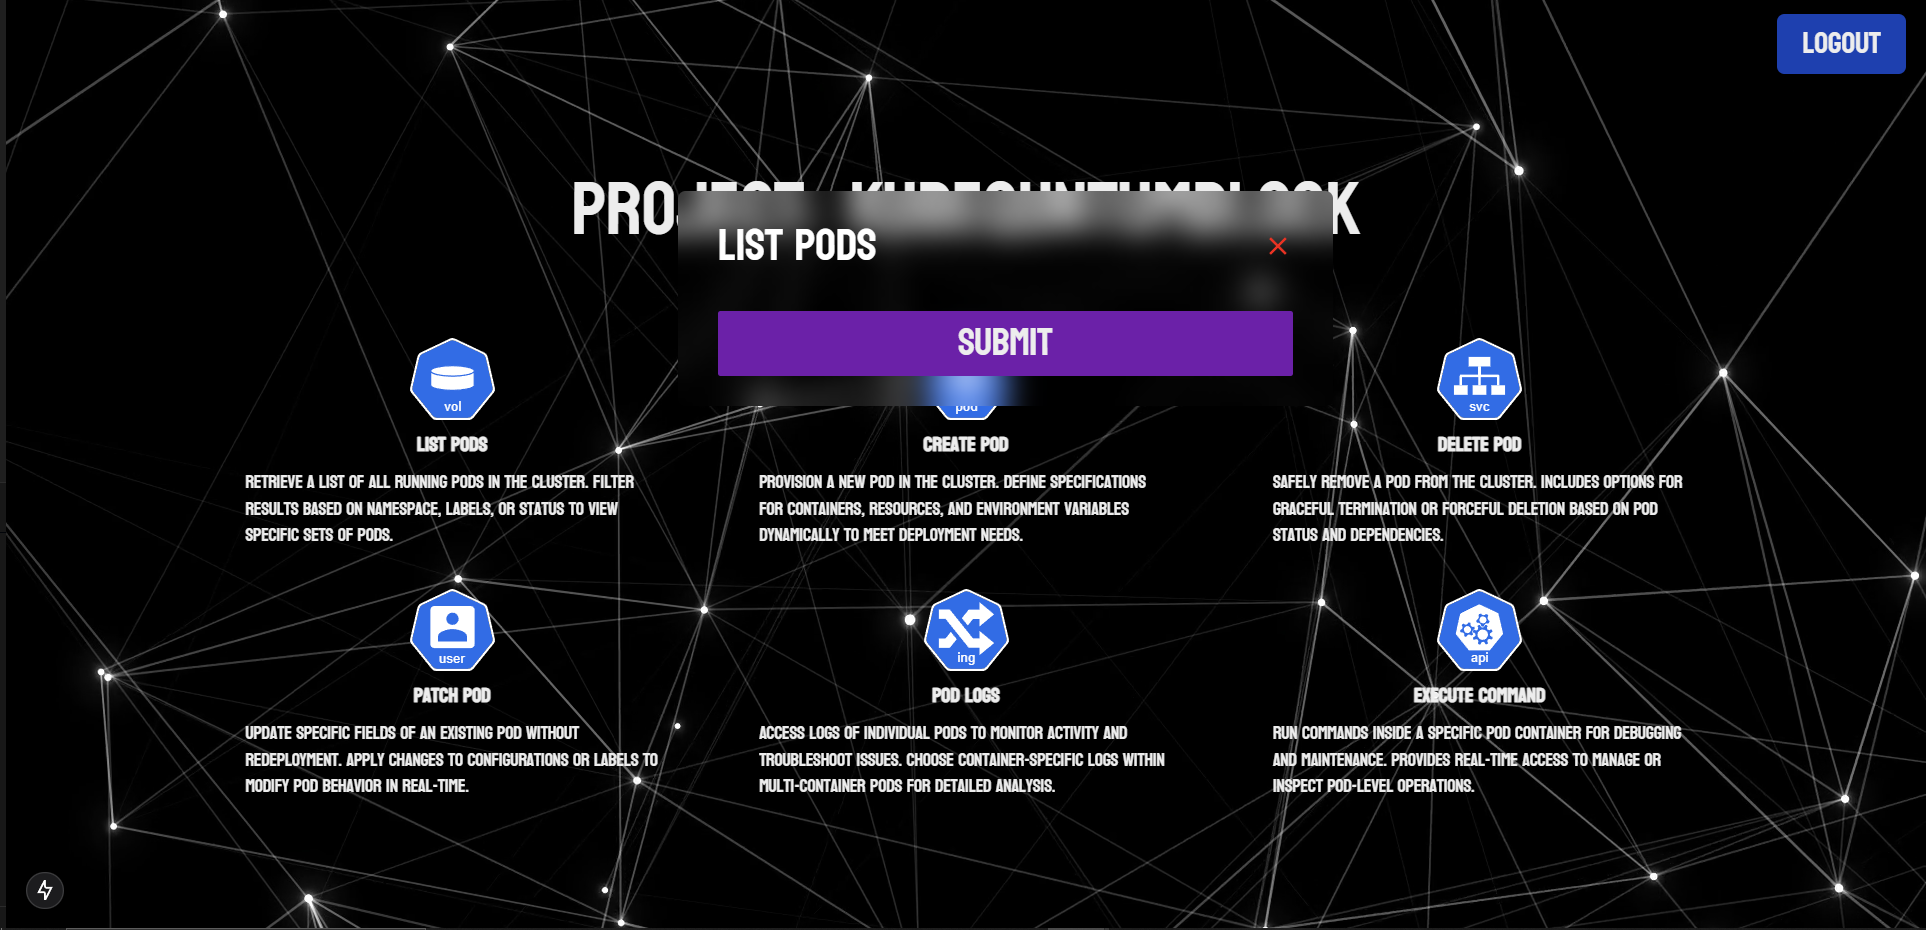 LOGOUT
LIST PODS
SUBMIT
vol
pod
svc
LIST PODS
CREATE POD
DELETE POD
RETRIEVE A LIST OF ALL RUNNING PODS IN THE CLUSTER. FILTER
RESULTS BASED ON NAMESPACE, LABELS, OR STATUS TO VIEW
SPECIFIC SETS OF PODS.
PROVISION A NEW POD IN THE CLUSTER. DEFINE SPECIFICATIONS
FOR CONTAINERS, RESOURCES, AND ENVIRONMENT VARIABLES
DYNAMICALLY TO MEET DEPLOYMENT NEEDS.
SAFELY REMOVE A POD FROM THE CLUSTER. INCLUDES OPTIONS FOR
GRACEFUL TERMINATION OR FORCEFUL DELETION BASED ON POD
STATUS AND DEPENDENCIES.
user
ing
api
PATCH POD
POD LOGS
EXECUTE COMMAND
UPDATE SPECIFIC FIELDS OF AN EXISTING POD WITHOUT
REDEPLOYMENT. APPLY CHANGES TO CONFIGURATIONS OR LABELS TO
MODIFY POD BEHAVIOR IN REAL-TIME.
ACCESS LOGS OF INDIVIDUAL PODS TO MONITOR ACTIVITY AND
TROUBLESHOOT ISSUES. CHOOSE CONTAINER-SPECIFIC LOGS WITHIN
MULTI-CONTAINER PODS FOR DETAILED ANALYSIS.
RUN COMMANDS INSIDE A SPECIFIC POD CONTAINER FOR DEBUGGING
AND MAINTENANCE. PROVIDES REAL-TIME ACCESS TO MANAGE OR
INSPECT POD-LEVEL OPERATIONS.